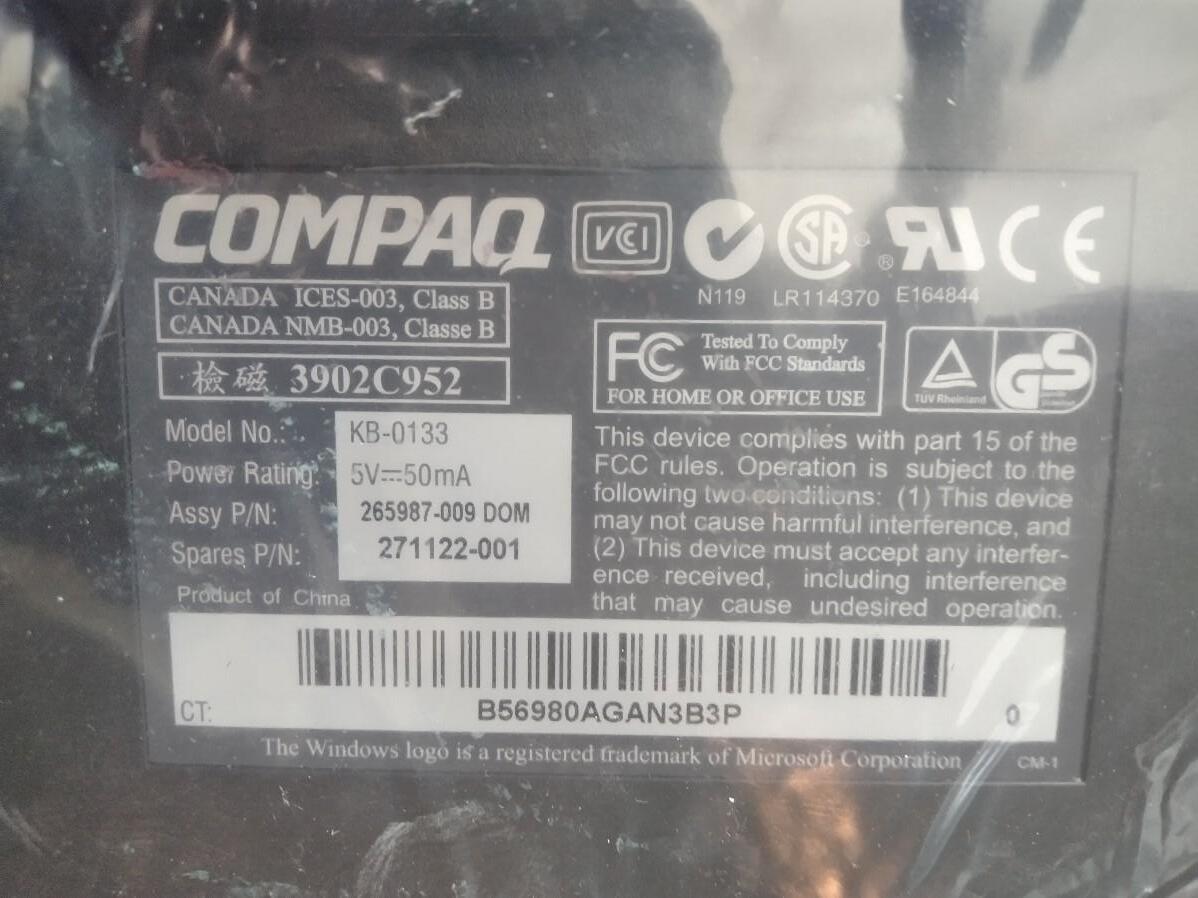 COMPAQ
VCI
N119 LR114370 E164844
CANADA ICES-003, Class B
CANADA NMB-003, Classe B
檢磁 3902C952
FC Tested To Comply
With FCC Standards
FOR HOME OR OFFICE USE
TÜV Rheinland GS
Model No.: KB-0133
Power Rating: 5V⎓50mA
Assy P/N: 265987-009 DOM
Spares P/N: 271122-001
Product of China
This device complies with part 15 of the
FCC rules. Operation is subject to the
following two conditions: (1) This device
may not cause harmful interference, and
(2) This device must accept any interfer-
ence received, including interference
that may cause undesired operation.
CT: B56980AGAN3B3P 0
The Windows logo is a registered trademark of Microsoft Corporation CM-1